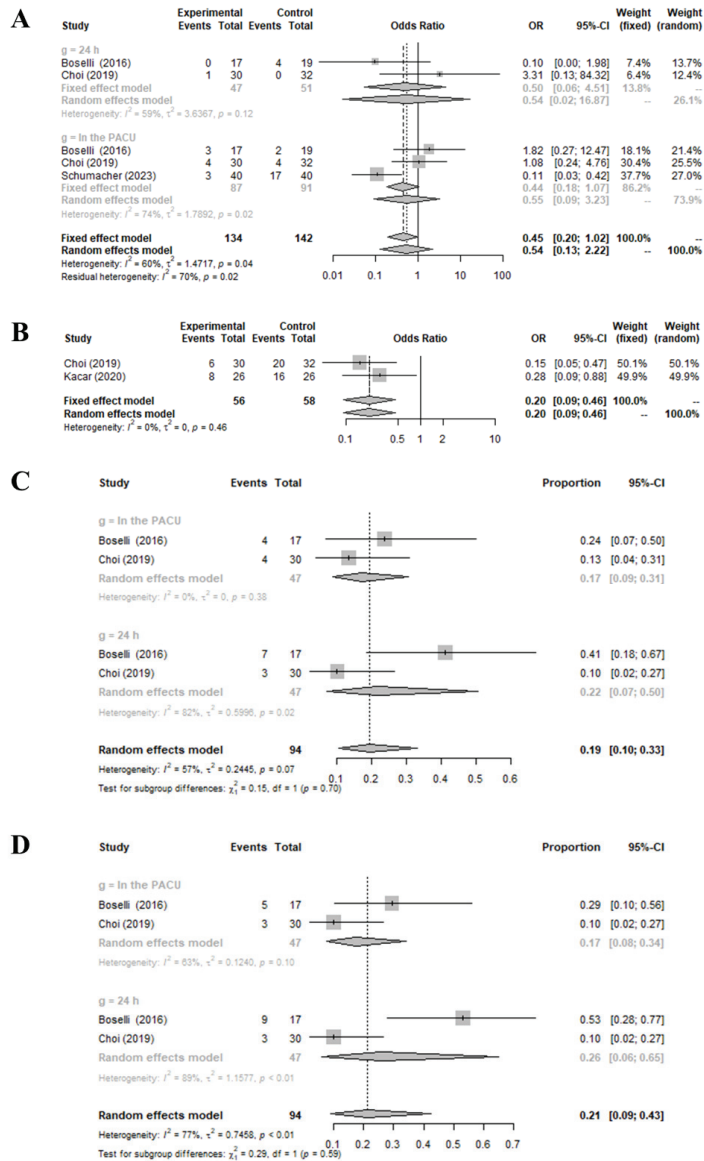 A
Experimental Control Weight Weight
Study Events Total Events Total Odds Ratio OR 95%-CI (fixed) (random)
g = 24 h
Boselli (2016) 0 17 4 19 0.10 [0.00; 1.98] 7.4% 13.7%
Choi (2019) 1 30 0 32 3.31 [0.13; 84.32] 6.4% 12.4%
Fixed effect model 47 51 0.50 [0.06; 4.51] 13.8% --
Random effects model 0.54 [0.02; 16.87] -- 26.1%
Heterogeneity: I² = 59%, τ² = 3.6367, p = 0.12
g = In the PACU
Boselli (2016) 3 17 2 19 1.82 [0.27; 12.47] 18.1% 21.4%
Choi (2019) 4 30 4 32 1.08 [0.24; 4.76] 30.4% 25.5%
Schumacher (2023) 3 40 17 40 0.11 [0.03; 0.42] 37.7% 27.0%
Fixed effect model 87 91 0.44 [0.18; 1.07] 86.2% --
Random effects model 0.55 [0.09; 3.23] -- 73.9%
Heterogeneity: I² = 74%, τ² = 1.7892, p = 0.02
Fixed effect model 134 142 0.45 [0.20; 1.02] 100.0% --
Random effects model 0.54 [0.13; 2.22] -- 100.0%
Heterogeneity: I² = 60%, τ² = 1.4717, p = 0.04
Residual heterogeneity: I² = 70%, p = 0.02
0.01 0.1 1 10 100
B
Experimental Control Weight Weight
Study Events Total Events Total Odds Ratio OR 95%-CI (fixed) (random)
Choi (2019) 6 30 20 32 0.15 [0.05; 0.47] 50.1% 50.1%
Kacar (2020) 8 26 16 26 0.28 [0.09; 0.88] 49.9% 49.9%
Fixed effect model 56 58 0.20 [0.09; 0.46] 100.0% --
Random effects model 0.20 [0.09; 0.46] -- 100.0%
Heterogeneity: I² = 0%, τ² = 0, p = 0.46
0.1 0.5 1 2 10
C
Study Events Total Proportion 95%-CI
g = In the PACU
Boselli (2016) 4 17 0.24 [0.07; 0.50]
Choi (2019) 4 30 0.13 [0.04; 0.31]
Random effects model 47 0.17 [0.09; 0.31]
Heterogeneity: I² = 0%, τ² = 0, p = 0.38
g = 24 h
Boselli (2016) 7 17 0.41 [0.18; 0.67]
Choi (2019) 3 30 0.10 [0.02; 0.27]
Random effects model 47 0.22 [0.07; 0.50]
Heterogeneity: I² = 82%, τ² = 0.5996, p = 0.02
Random effects model 94 0.19 [0.10; 0.33]
Heterogeneity: I² = 57%, τ² = 0.2445, p = 0.07
Test for subgroup differences: χ²₁ = 0.15, df = 1 (p = 0.70)
0.1 0.2 0.3 0.4 0.5 0.6
D
Study Events Total Proportion 95%-CI
g = In the PACU
Boselli (2016) 5 17 0.29 [0.10; 0.56]
Choi (2019) 3 30 0.10 [0.02; 0.27]
Random effects model 47 0.17 [0.08; 0.34]
Heterogeneity: I² = 63%, τ² = 0.1240, p = 0.10
g = 24 h
Boselli (2016) 9 17 0.53 [0.28; 0.77]
Choi (2019) 3 30 0.10 [0.02; 0.27]
Random effects model 47 0.26 [0.06; 0.65]
Heterogeneity: I² = 89%, τ² = 1.1577, p < 0.01
Random effects model 94 0.21 [0.09; 0.43]
Heterogeneity: I² = 77%, τ² = 0.7458, p < 0.01
Test for subgroup differences: χ²₁ = 0.29, df = 1 (p = 0.59)
0.1 0.2 0.3 0.4 0.5 0.6 0.7